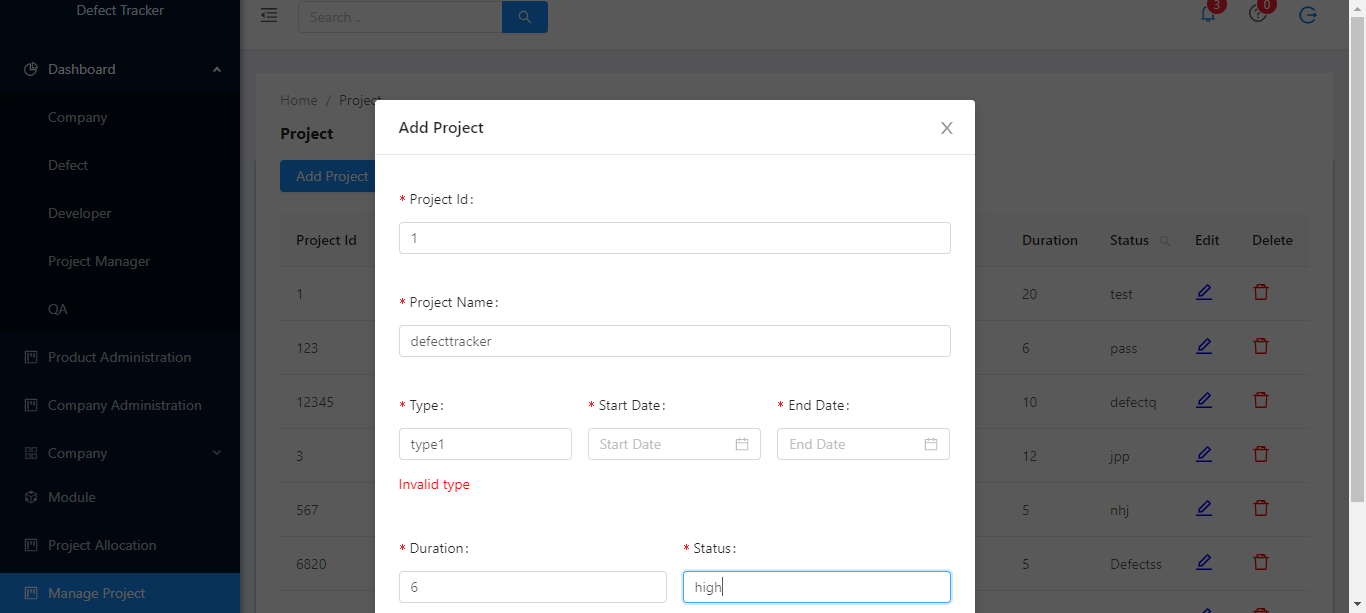 Defect Tracker
Search ..
3
0
Dashboard
Company
Defect
Developer
Project Manager
QA
Product Administration
Company Administration
Company
Module
Project Allocation
Manage Project
Home / Project
Project
Add Project
Project Id Duration Status Edit Delete
1 20 test
123 6 pass
12345 10 defectq
3 12 jpp
567 5 nhj
6820 5 Defectss
Add Project
* Project Id:
1
* Project Name:
defecttracker
* Type: * Start Date: * End Date:
type1 Start Date End Date
Invalid type
* Duration: * Status:
6 high